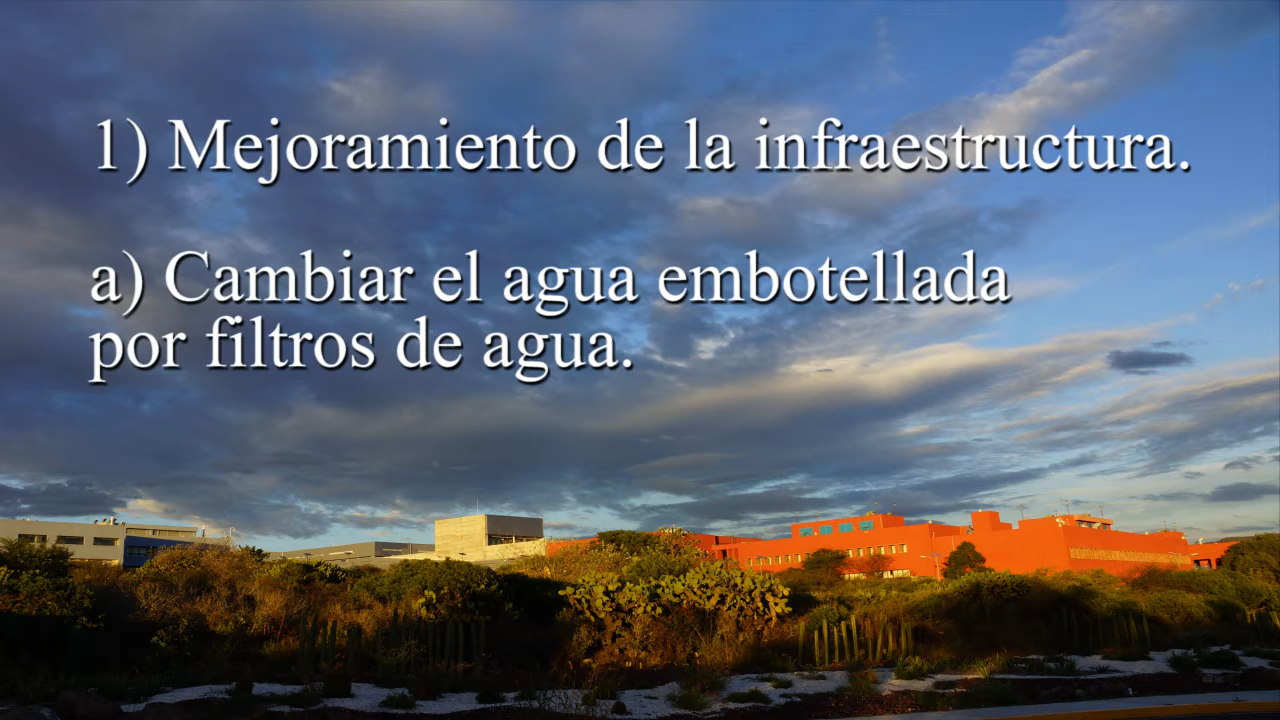 1) Mejoramiento de la infraestructura.
a) Cambiar el agua embotellada
por filtros de agua.